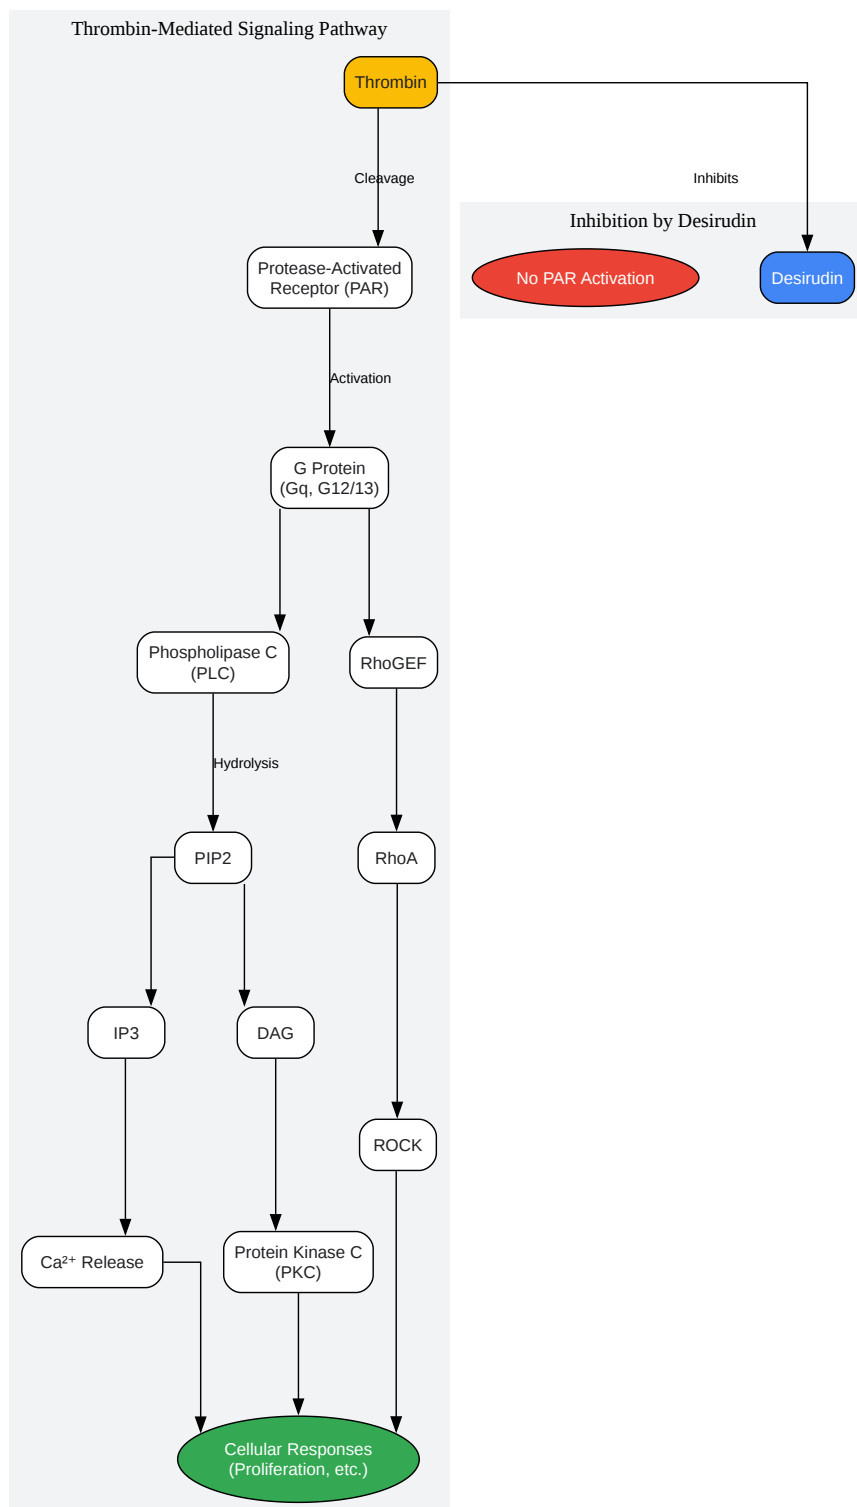 Thrombin-Mediated Signaling Pathway
Thrombin
Cleavage
Inhibits
Inhibition by Desirudin
Protease-Activated
Receptor (PAR)
No PAR Activation
Desirudin
Activation
G Protein
(Gq, G12/13)
Phospholipase C
(PLC)
RhoGEF
Hydrolysis
PIP2
RhoA
IP3
DAG
ROCK
Ca²⁺ Release
Protein Kinase C
(PKC)
Cellular Responses
(Proliferation, etc.)